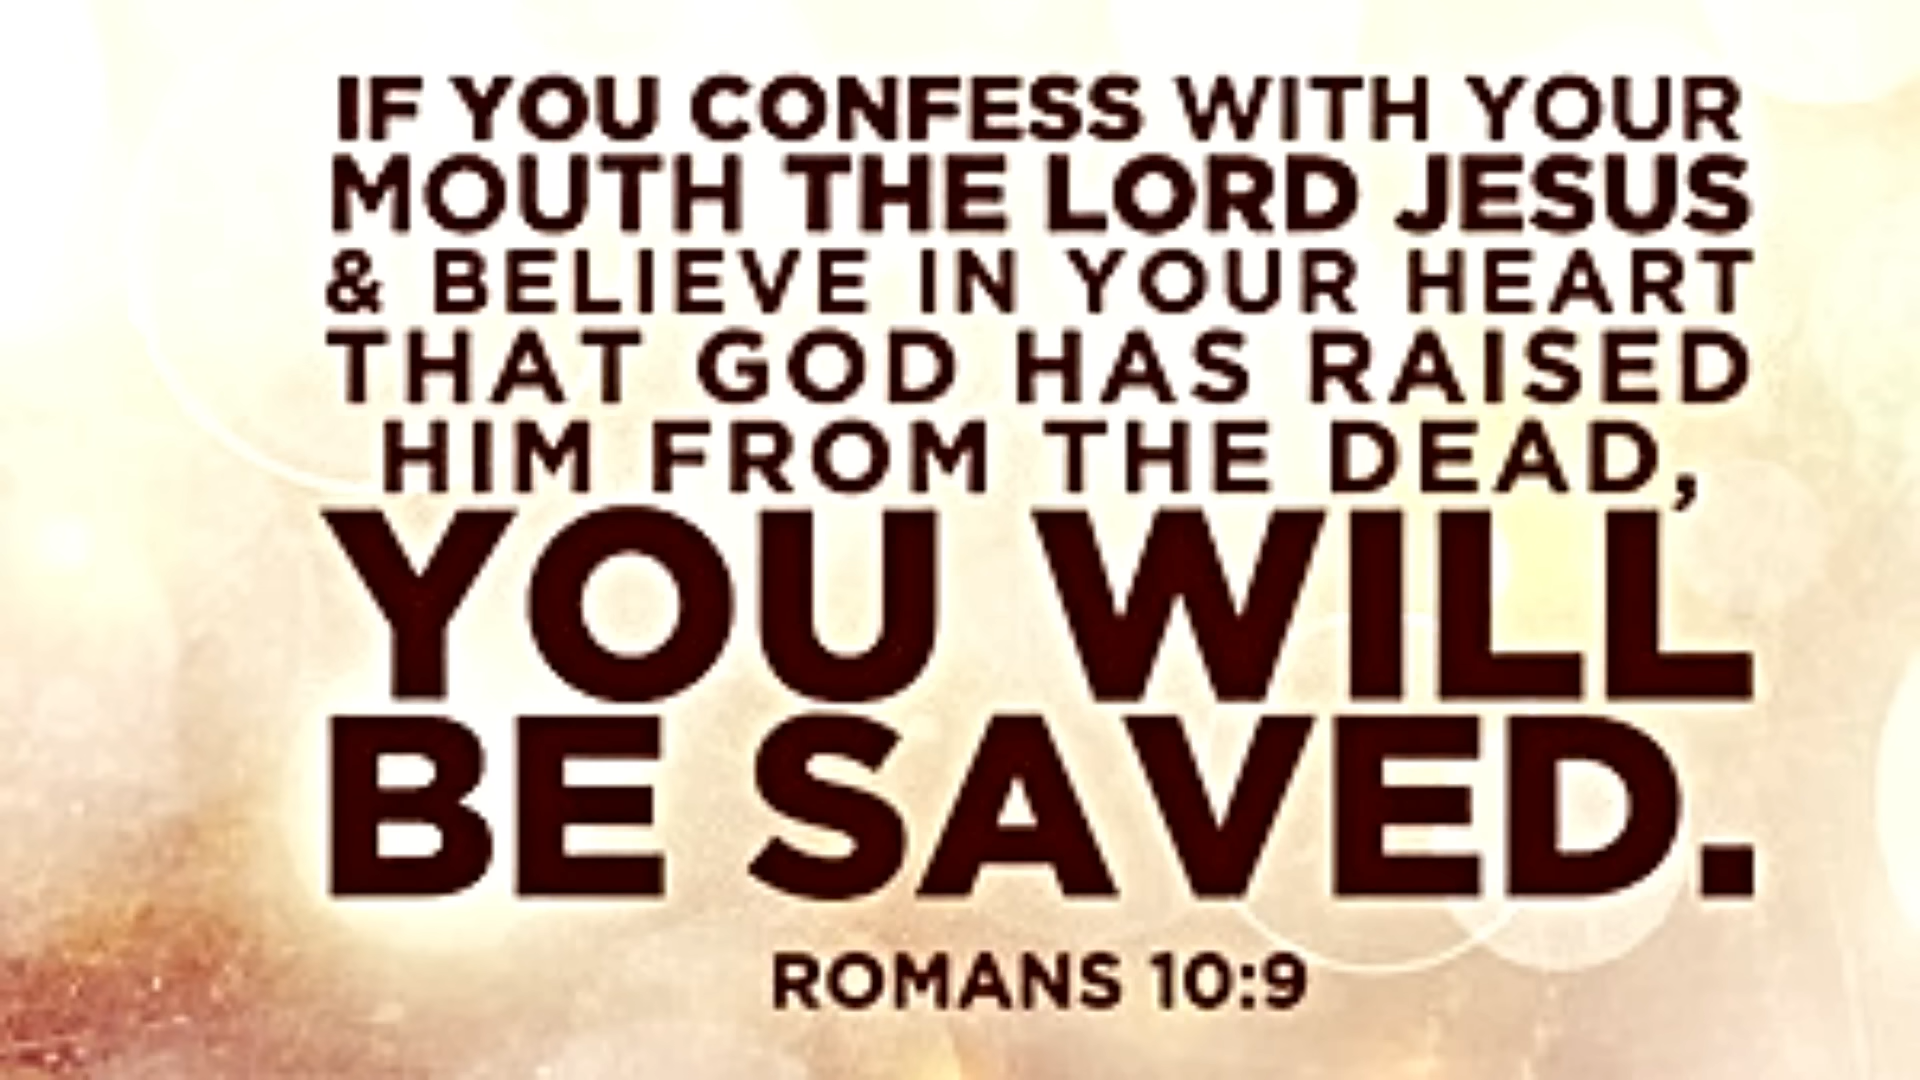 IF YOU CONFESS WITH YOUR
MOUTH THE LORD JESUS
& BELIEVE IN YOUR HEART
THAT GOD HAS RAISED
HIM FROM THE DEAD,
YOU WILL
BE SAVED.
ROMANS 10:9